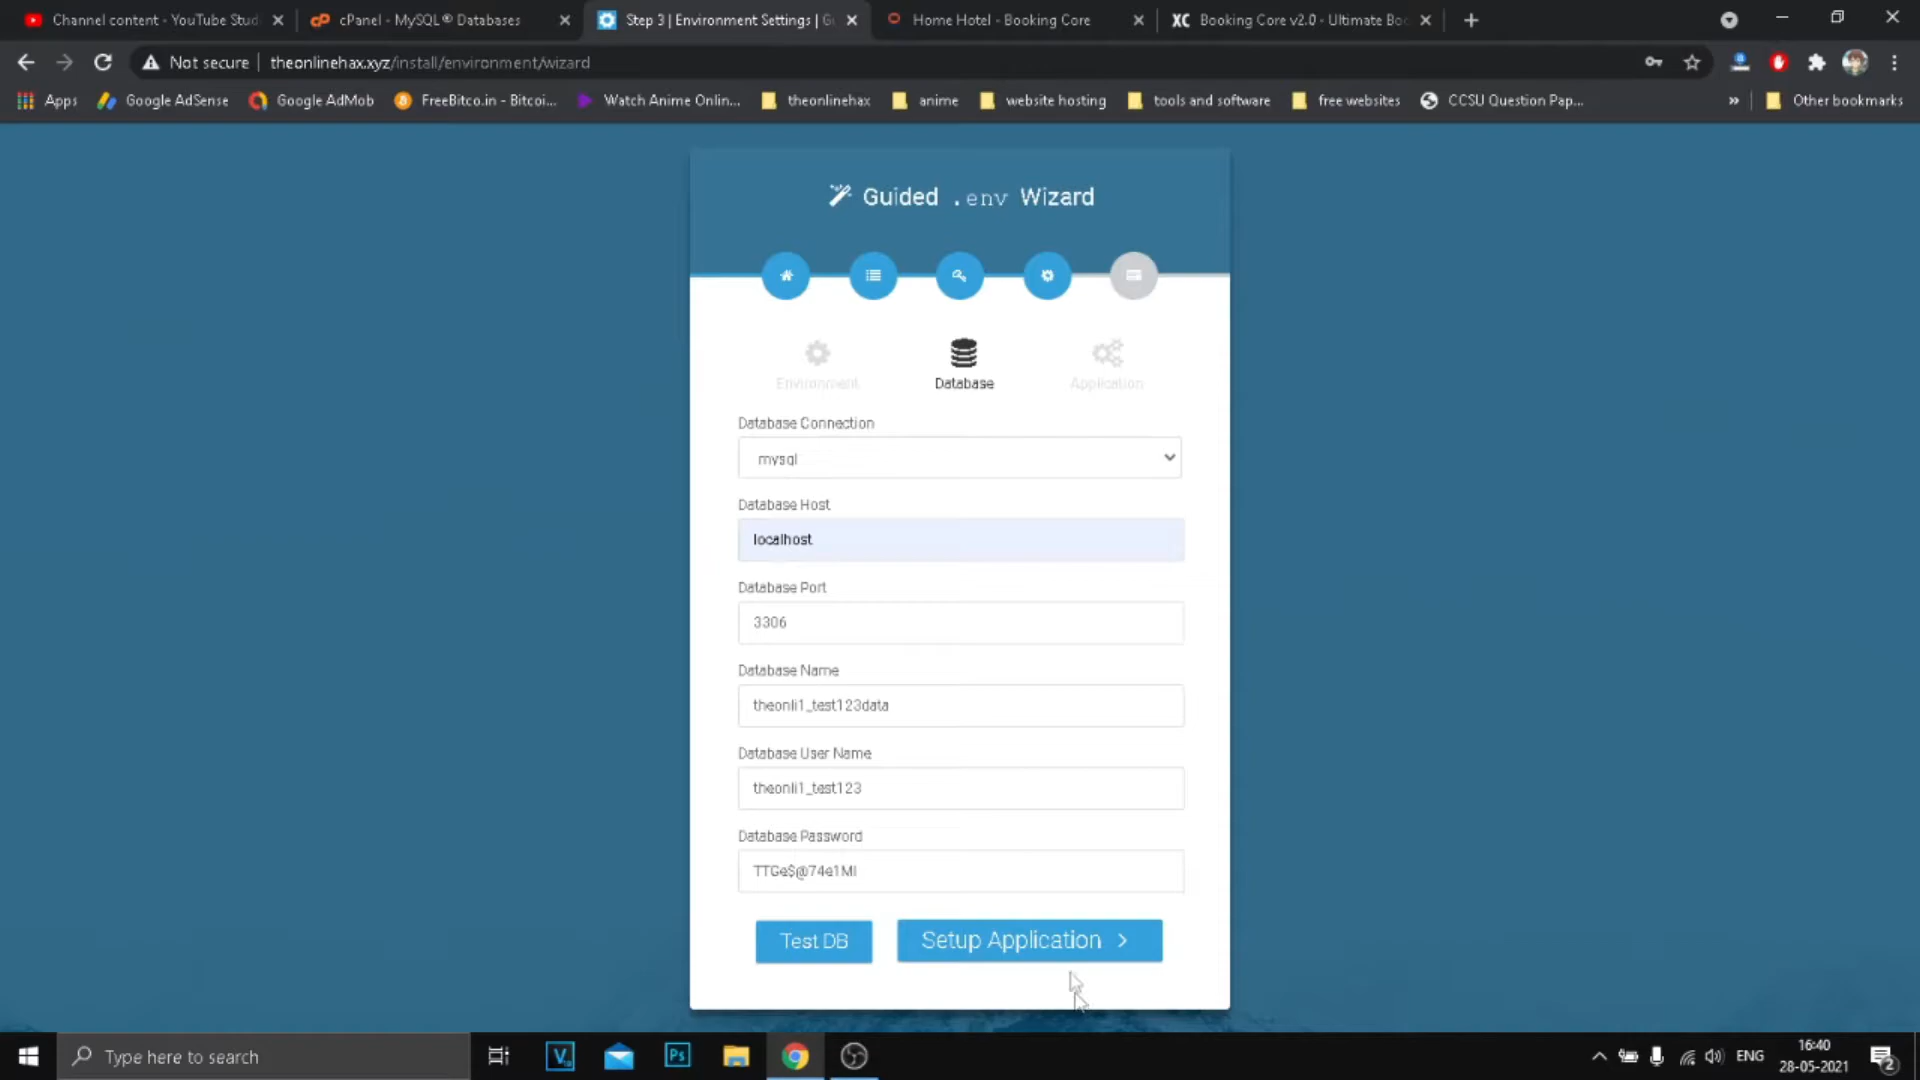 Channel content - YouTube Stud
cPanel - MySQL® Databases
Step 3 | Environment Settings | G
Home Hotel - Booking Core
XC Booking Core v2.0 - Ultimate Boo
Not secure | theonlinehax.xyz/install/environment/wizard
Apps
Google AdSense
Google AdMob
FreeBitco.in - Bitcoi...
Watch Anime Onlin...
theonlinehax
anime
website hosting
tools and software
free websites
CCSU Question Pap...
»
Other bookmarks
Guided .env Wizard
Environment
Database
Application
Database Connection
mysql
Database Host
localhost
Database Port
3306
Database Name
theonli1_test123data
Database User Name
theonli1_test123
Database Password
TTGe$@74e1MI
Test DB
Setup Application
Type here to search
Ps
ENG
16:40
28-05-2021
2